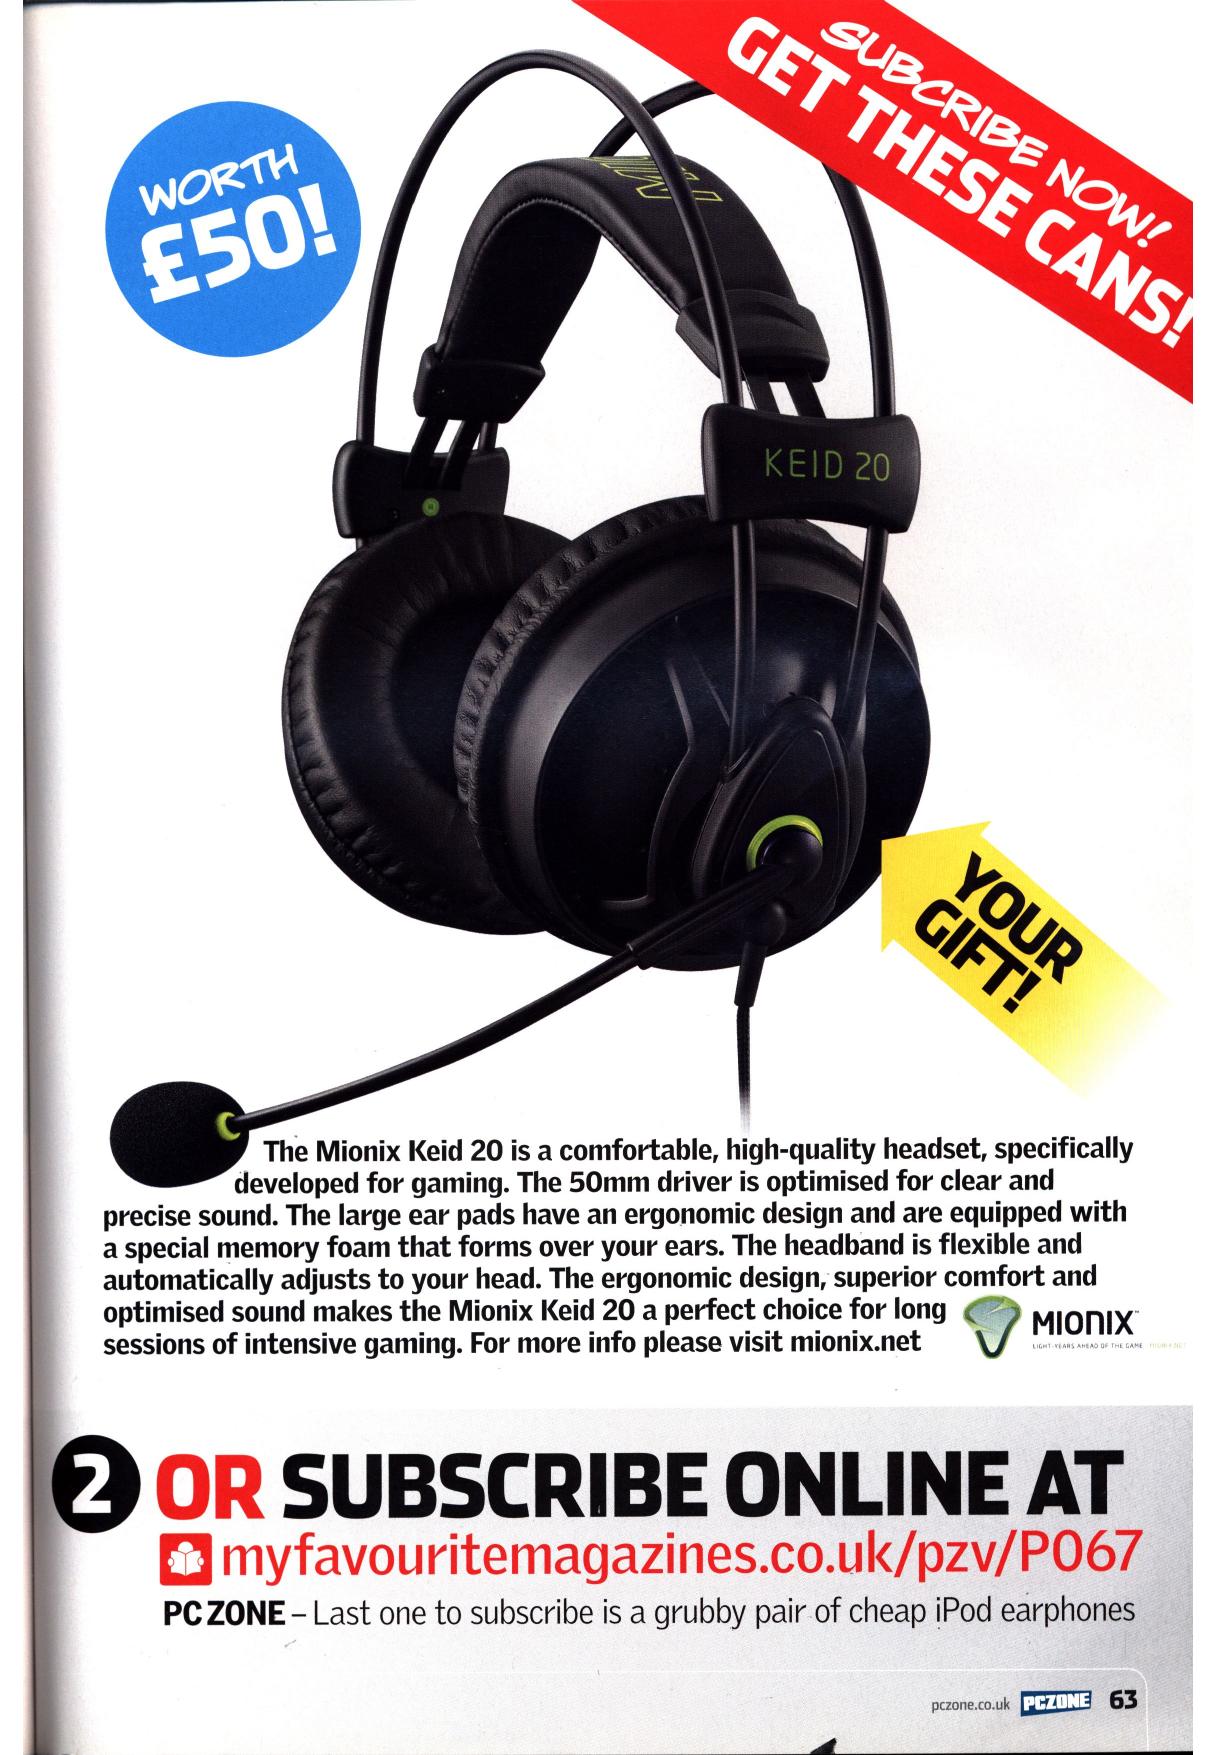 SUBCRIBE NOW!
GET THESE CANS!
WORTH
£50!
KEID 20
YOUR
GIFT!
The Mionix Keid 20 is a comfortable, high-quality headset, specifically
developed for gaming. The 50mm driver is optimised for clear and
precise sound. The large ear pads have an ergonomic design and are equipped with
a special memory foam that forms over your ears. The headband is flexible and
automatically adjusts to your head. The ergonomic design, superior comfort and
optimised sound makes the Mionix Keid 20 a perfect choice for long
sessions of intensive gaming. For more info please visit mionix.net
MIONIX™
LIGHT-YEARS AHEAD OF THE GAME MIONIX.NET
2 OR SUBSCRIBE ONLINE AT
myfavouritemagazines.co.uk/pzv/P067
PC ZONE – Last one to subscribe is a grubby pair of cheap iPod earphones
pczone.co.uk PCZONE 63